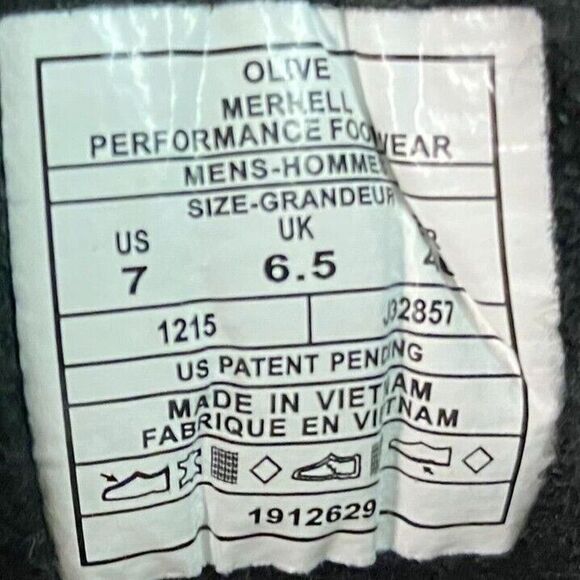 OLIVE
MERRELL
PERFORMANCE FOOTWEAR
MENS-HOMMES
SIZE-GRANDEUR
US UK
7 6.5
1215 J32857
US PATENT PENDING
MADE IN VIETNAM
FABRIQUE EN VIETNAM
1912629